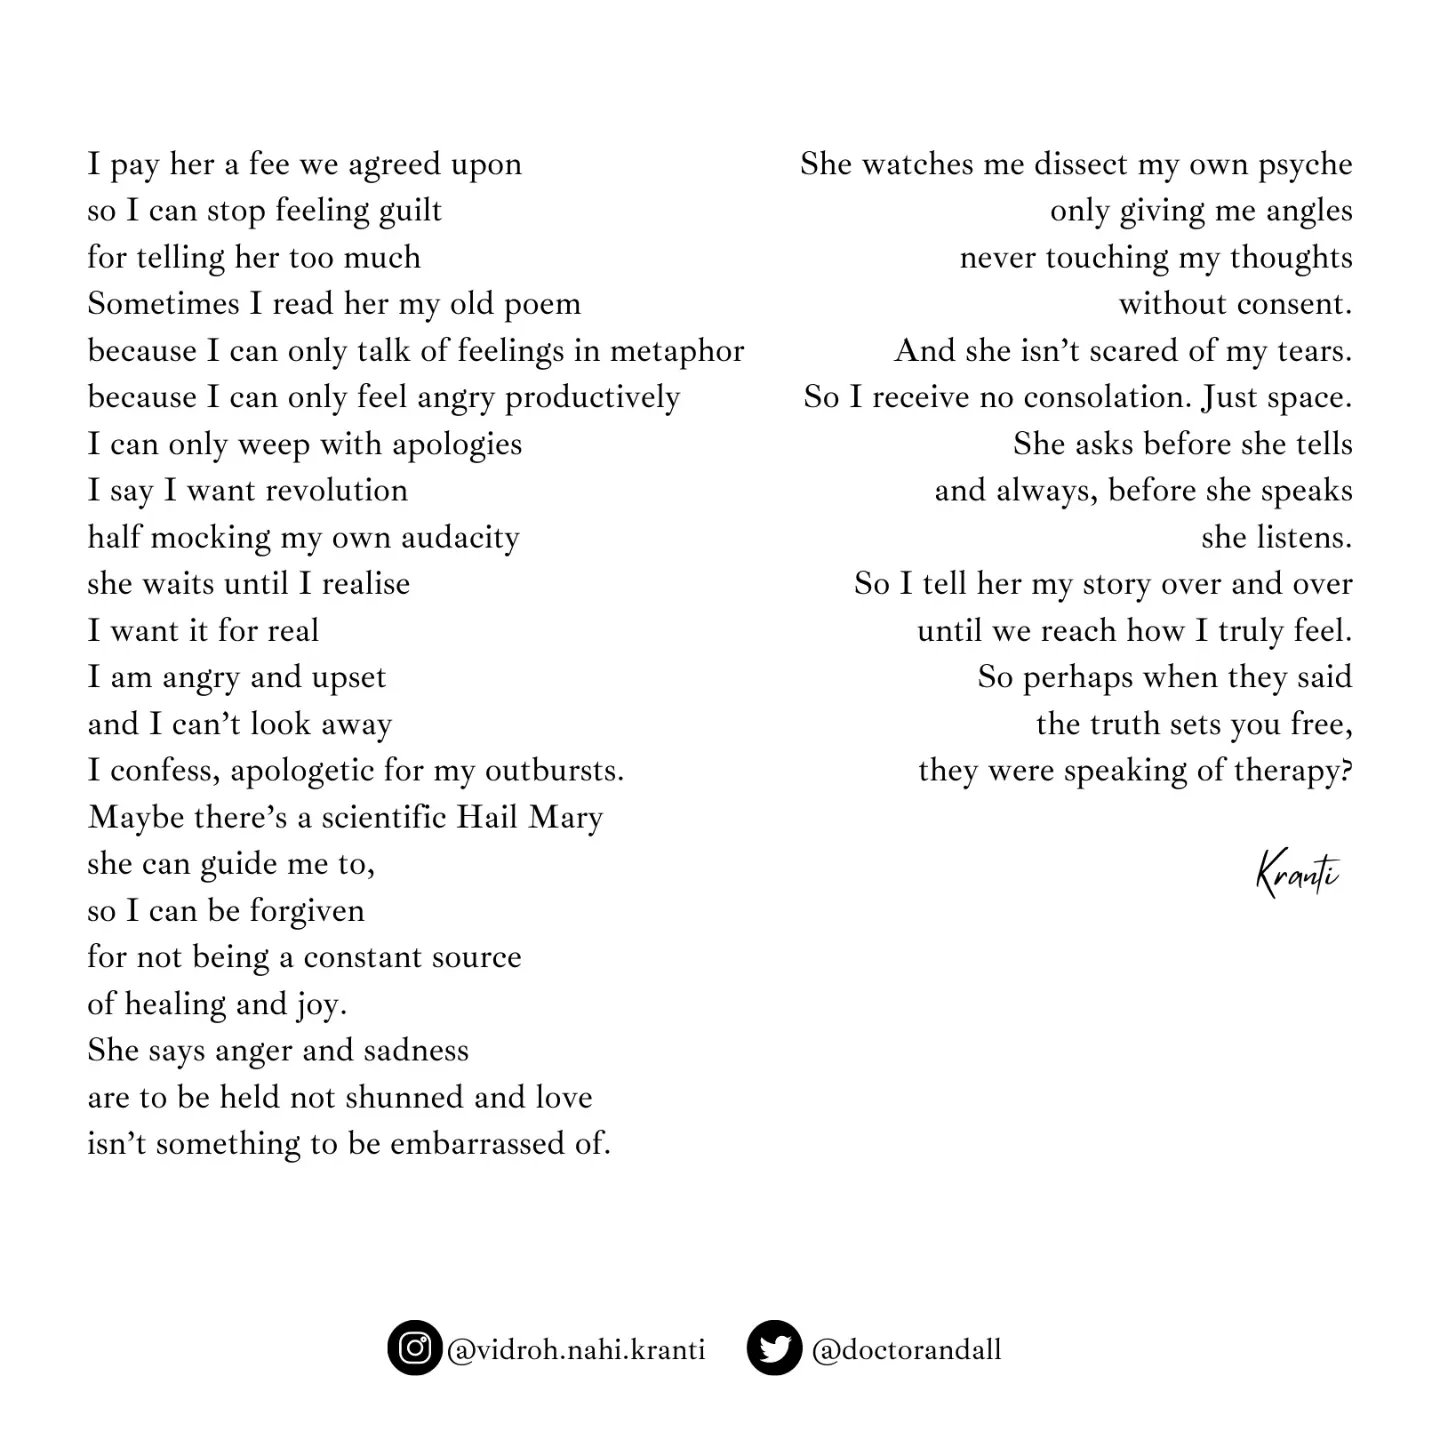 I pay her a fee we agreed upon
so I can stop feeling guilt
for telling her too much
Sometimes I read her my old poem
because I can only talk of feelings in metaphor
because I can only feel angry productively
I can only weep with apologies
I say I want revolution
half mocking my own audacity
she waits until I realise
I want it for real
I am angry and upset
and I can’t look away
I confess, apologetic for my outbursts.
Maybe there’s a scientific Hail Mary
she can guide me to,
so I can be forgiven
for not being a constant source
of healing and joy.
She says anger and sadness
are to be held not shunned and love
isn’t something to be embarrassed of.
She watches me dissect my own psyche
only giving me angles
never touching my thoughts
without consent.
And she isn’t scared of my tears.
So I receive no consolation. Just space.
She asks before she tells
and always, before she speaks
she listens.
So I tell her my story over and over
until we reach how I truly feel.
So perhaps when they said
the truth sets you free,
they were speaking of therapy?
Kranti
@vidroh.nahi.kranti
@doctorandall